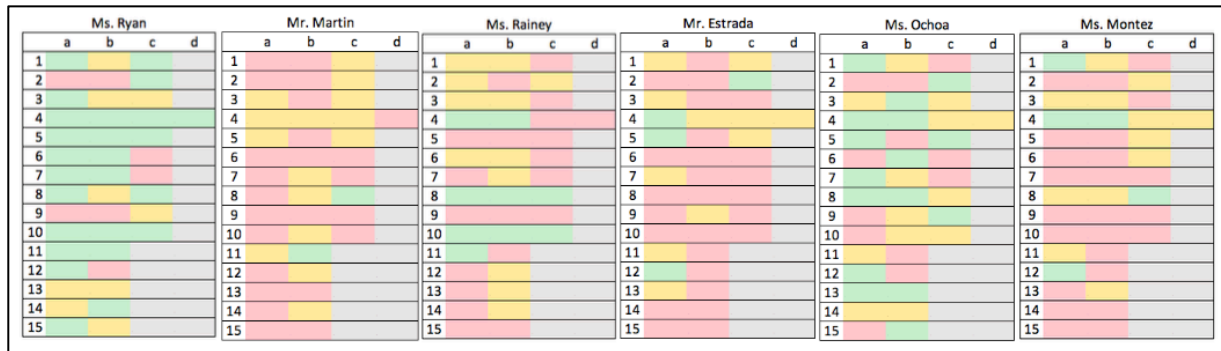 Ms. Ryan Mr. Martin Ms. Rainey Mr. Estrada Ms. Ochoa Ms. Montez
a b c d a b c d a b c d a b c d a b c d a b c d
1 1 1 1 1 1
2 2 2 2 2 2
3 3 3 3 3 3
4 4 4 4 4 4
5 5 5 5 5 5
6 6 6 6 6 6
7 7 7 7 7 7
8 8 8 8 8 8
9 9 9 9 9 9
10 10 10 10 10 10
11 11 11 11 11 11
12 12 12 12 12 12
13 13 13 13 13 13
14 14 14 14 14 14
15 15 15 15 15 15